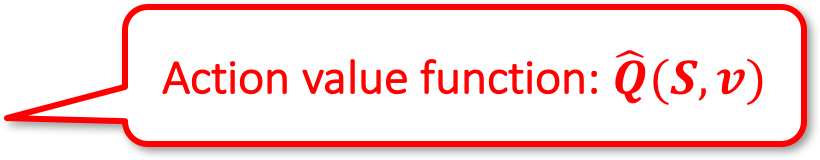 Action value function: Q̂(S, v)